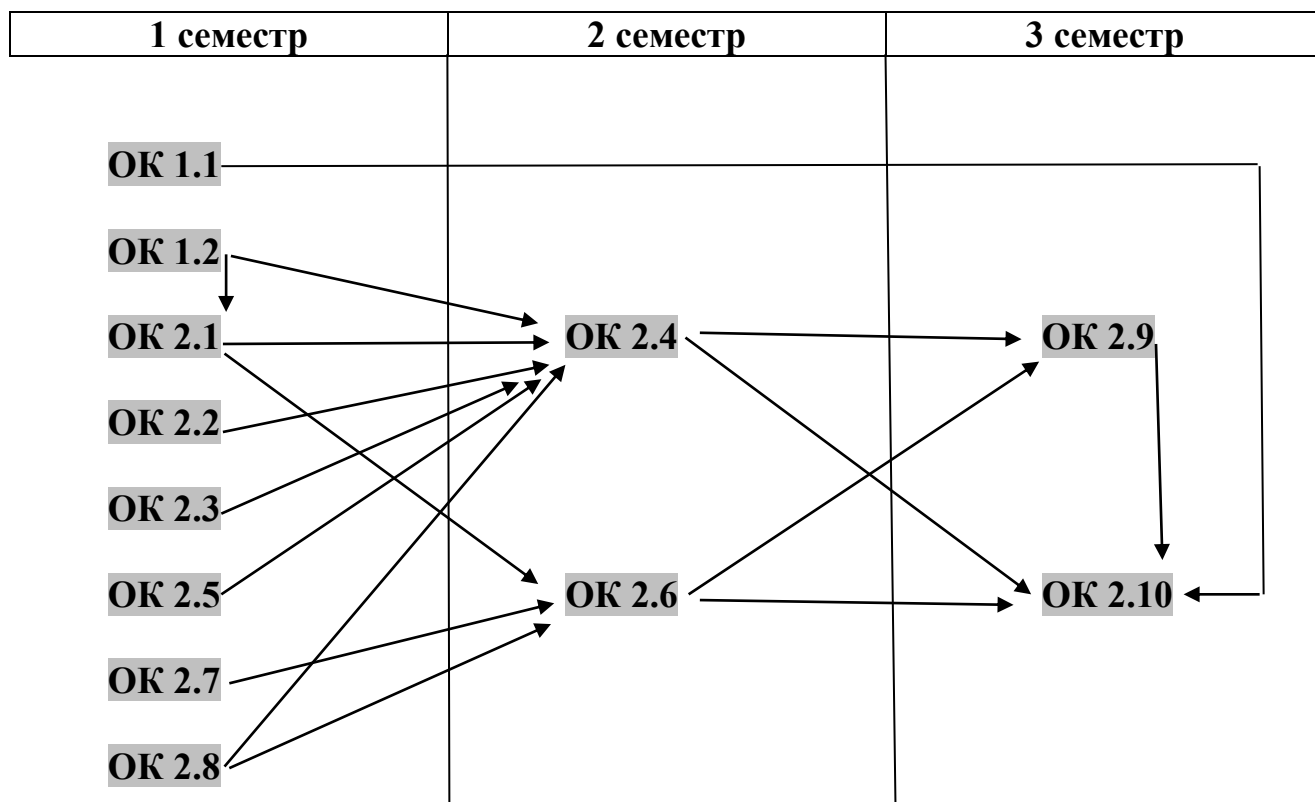 1 семестр 2 семестр 3 семестр
ОК 1.1
ОК 1.2
ОК 2.1 ОК 2.4 ОК 2.9
ОК 2.2
ОК 2.3
ОК 2.5 ОК 2.6 ОК 2.10
ОК 2.7
ОК 2.8